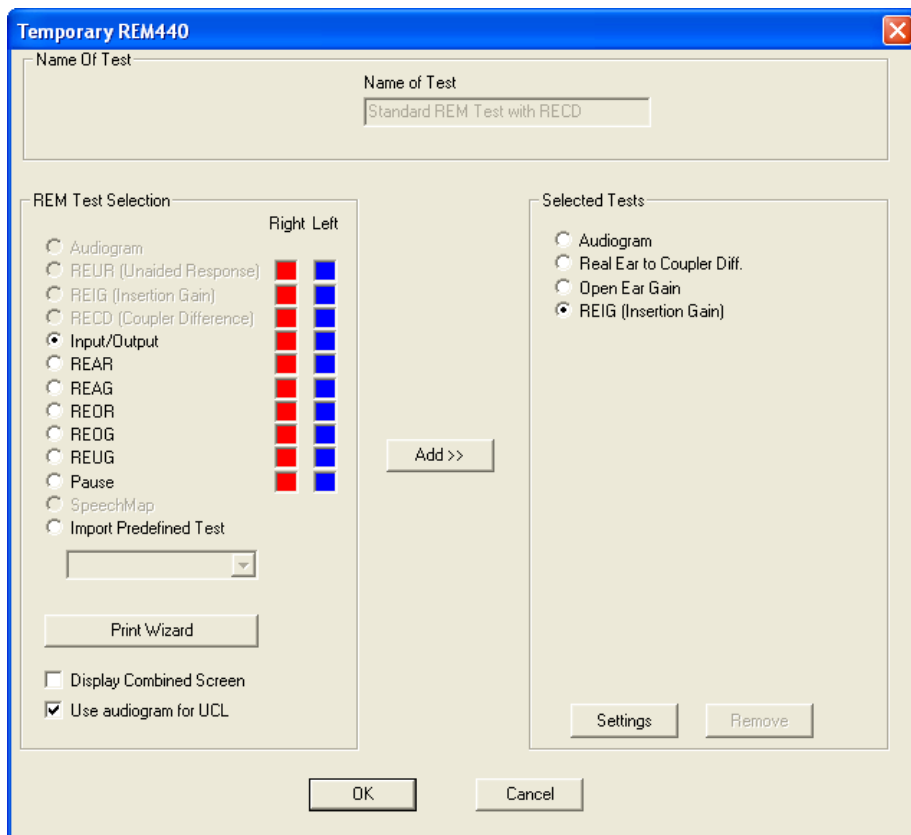 Temporary REM440
Name Of Test
Name of Test
Standard REM Test with RECD
REM Test Selection
Right Left
Audiogram
REUR (Unaided Response)
REIG (Insertion Gain)
RECD (Coupler Difference)
Input/Output
REAR
REAG
REOR
REOG
REUG
Pause
SpeechMap
Import Predefined Test
Print Wizard
Display Combined Screen
Use audiogram for UCL
Add >>
Selected Tests
Audiogram
Real Ear to Coupler Diff.
Open Ear Gain
REIG (Insertion Gain)
Settings
Remove
OK
Cancel